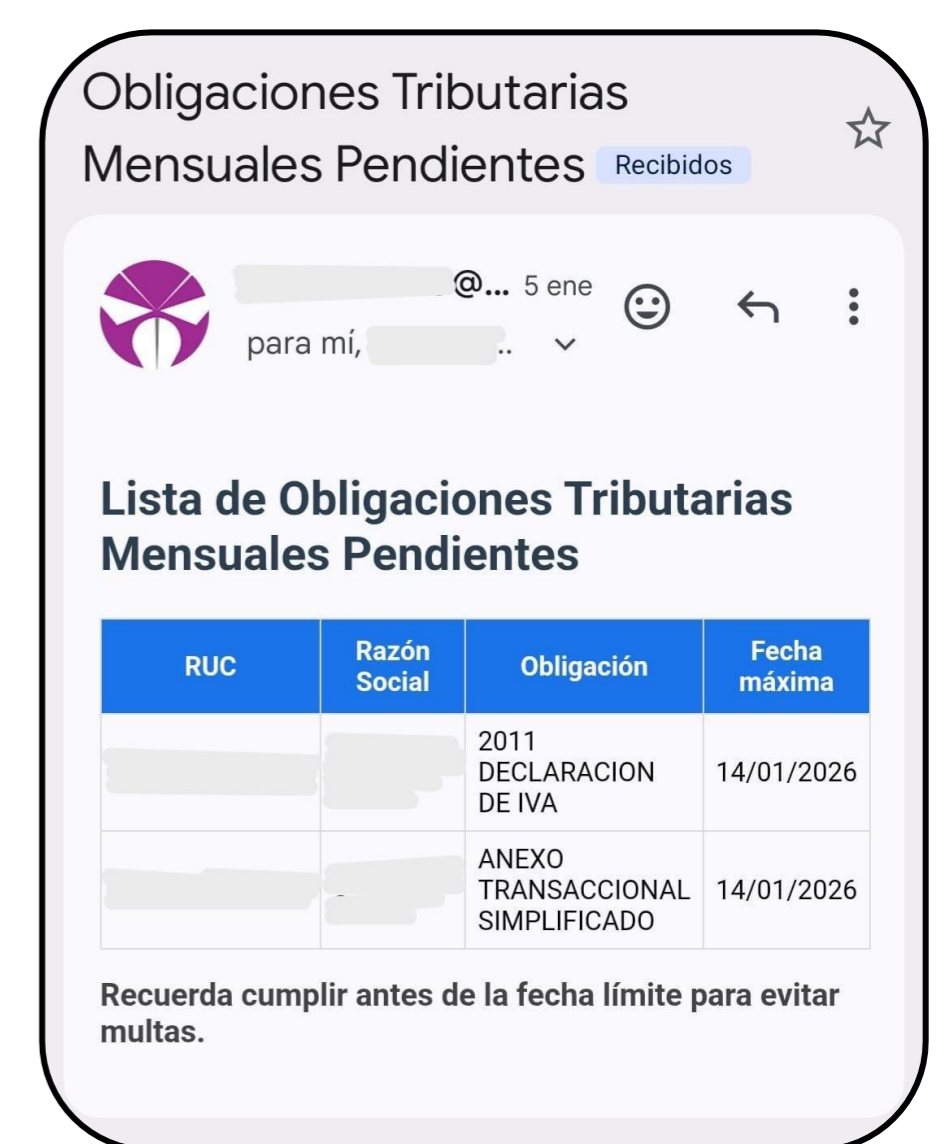 Obligaciones Tributarias
Mensuales Pendientes Recibidos
@... 5 ene
para mí, ..
Lista de Obligaciones Tributarias
Mensuales Pendientes
RUC Razón Social Obligación Fecha máxima
2011 DECLARACION DE IVA 14/01/2026
ANEXO TRANSACCIONAL SIMPLIFICADO 14/01/2026
Recuerda cumplir antes de la fecha límite para evitar
multas.